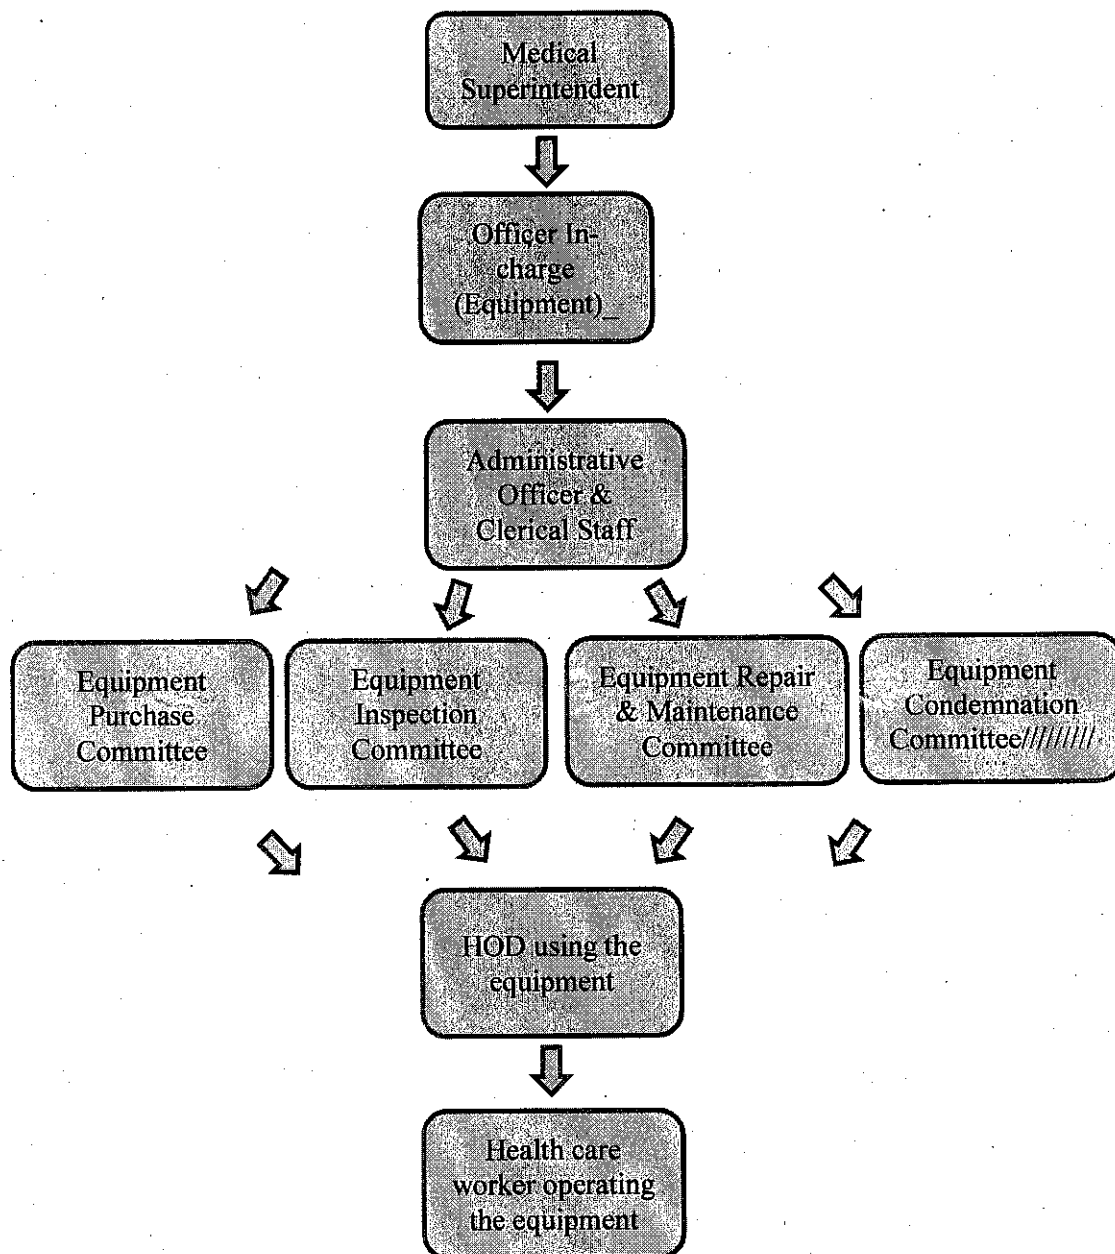 Medical
Superintendent
Officer In-
charge
(Equipment)_
Administrative
Officer &
Clerical Staff
Equipment
Purchase
Committee
Equipment
Inspection
Committee
Equipment Repair
& Maintenance
Committee
Equipment
Condemnation
Committee/////////
HOD using the
equipment
Health care
worker operating
the equipment